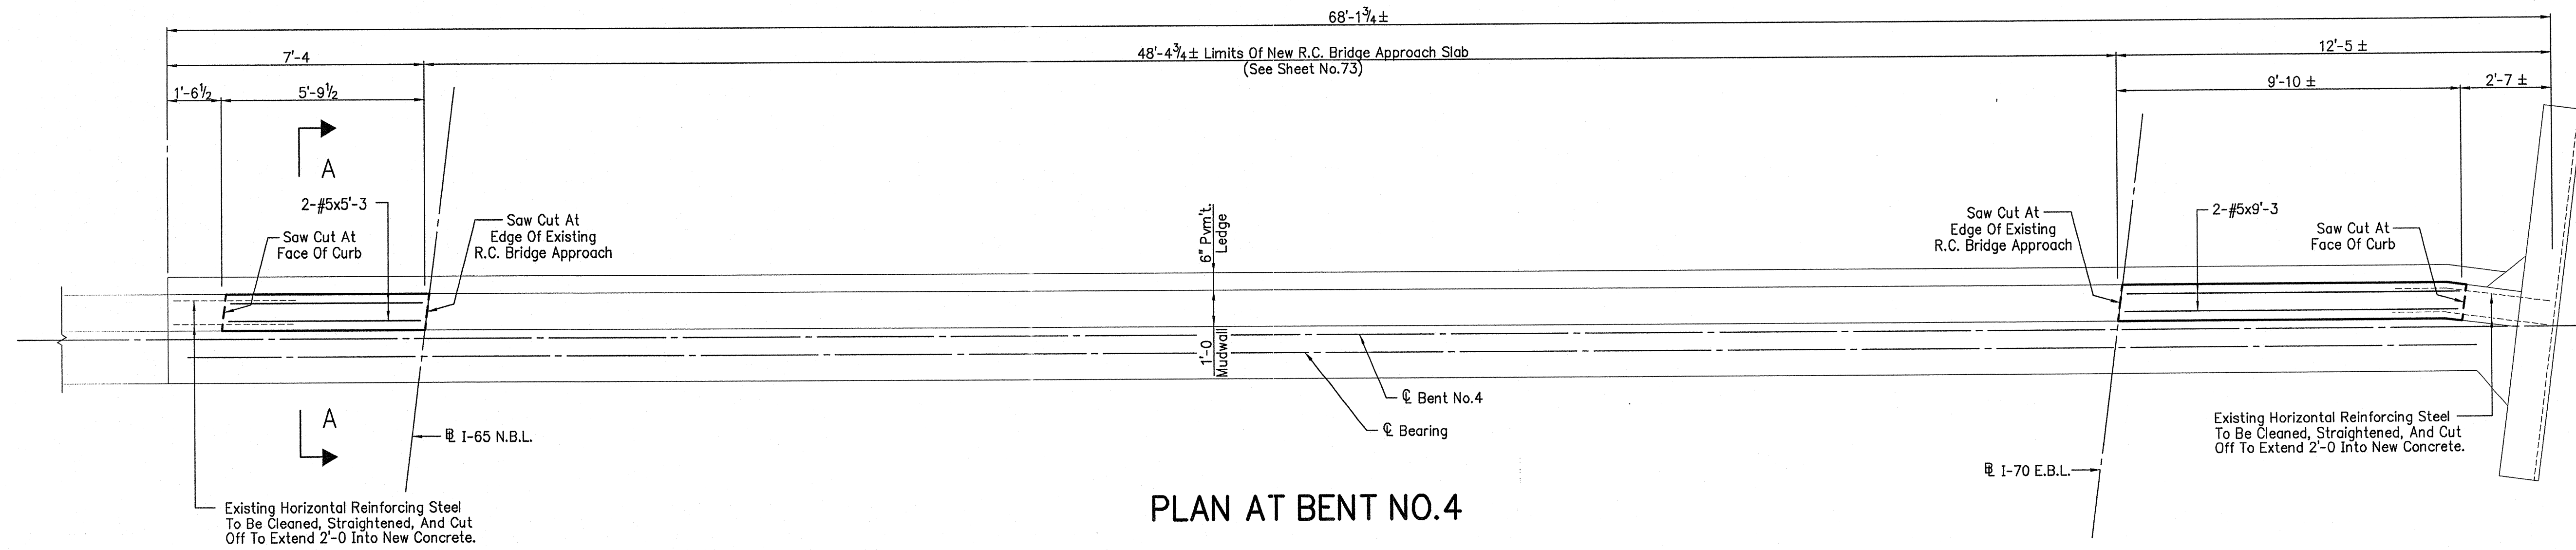 68'-1¾±
7'-4
48'-4¾± Limits Of New R.C. Bridge Approach Slab
(See Sheet No.73)
12'-5 ±
1'-6½
5'-9½
9'-10 ±
2'-7 ±
A
2-#5x5'-3
Saw Cut At
Face Of Curb
Saw Cut At
Edge Of Existing
R.C. Bridge Approach
6" Pvm't.
Ledge
1'-0
Mudwall
Saw Cut At
Edge Of Existing
R.C. Bridge Approach
2-#5x9'-3
Saw Cut At
Face Of Curb
A
℄ Bent No.4
℄ Bearing
BL I-65 N.B.L.
BL I-70 E.B.L.
Existing Horizontal Reinforcing Steel
To Be Cleaned, Straightened, And Cut
Off To Extend 2'-0 Into New Concrete.
Existing Horizontal Reinforcing Steel
To Be Cleaned, Straightened, And Cut
Off To Extend 2'-0 Into New Concrete.
PLAN AT BENT NO.4